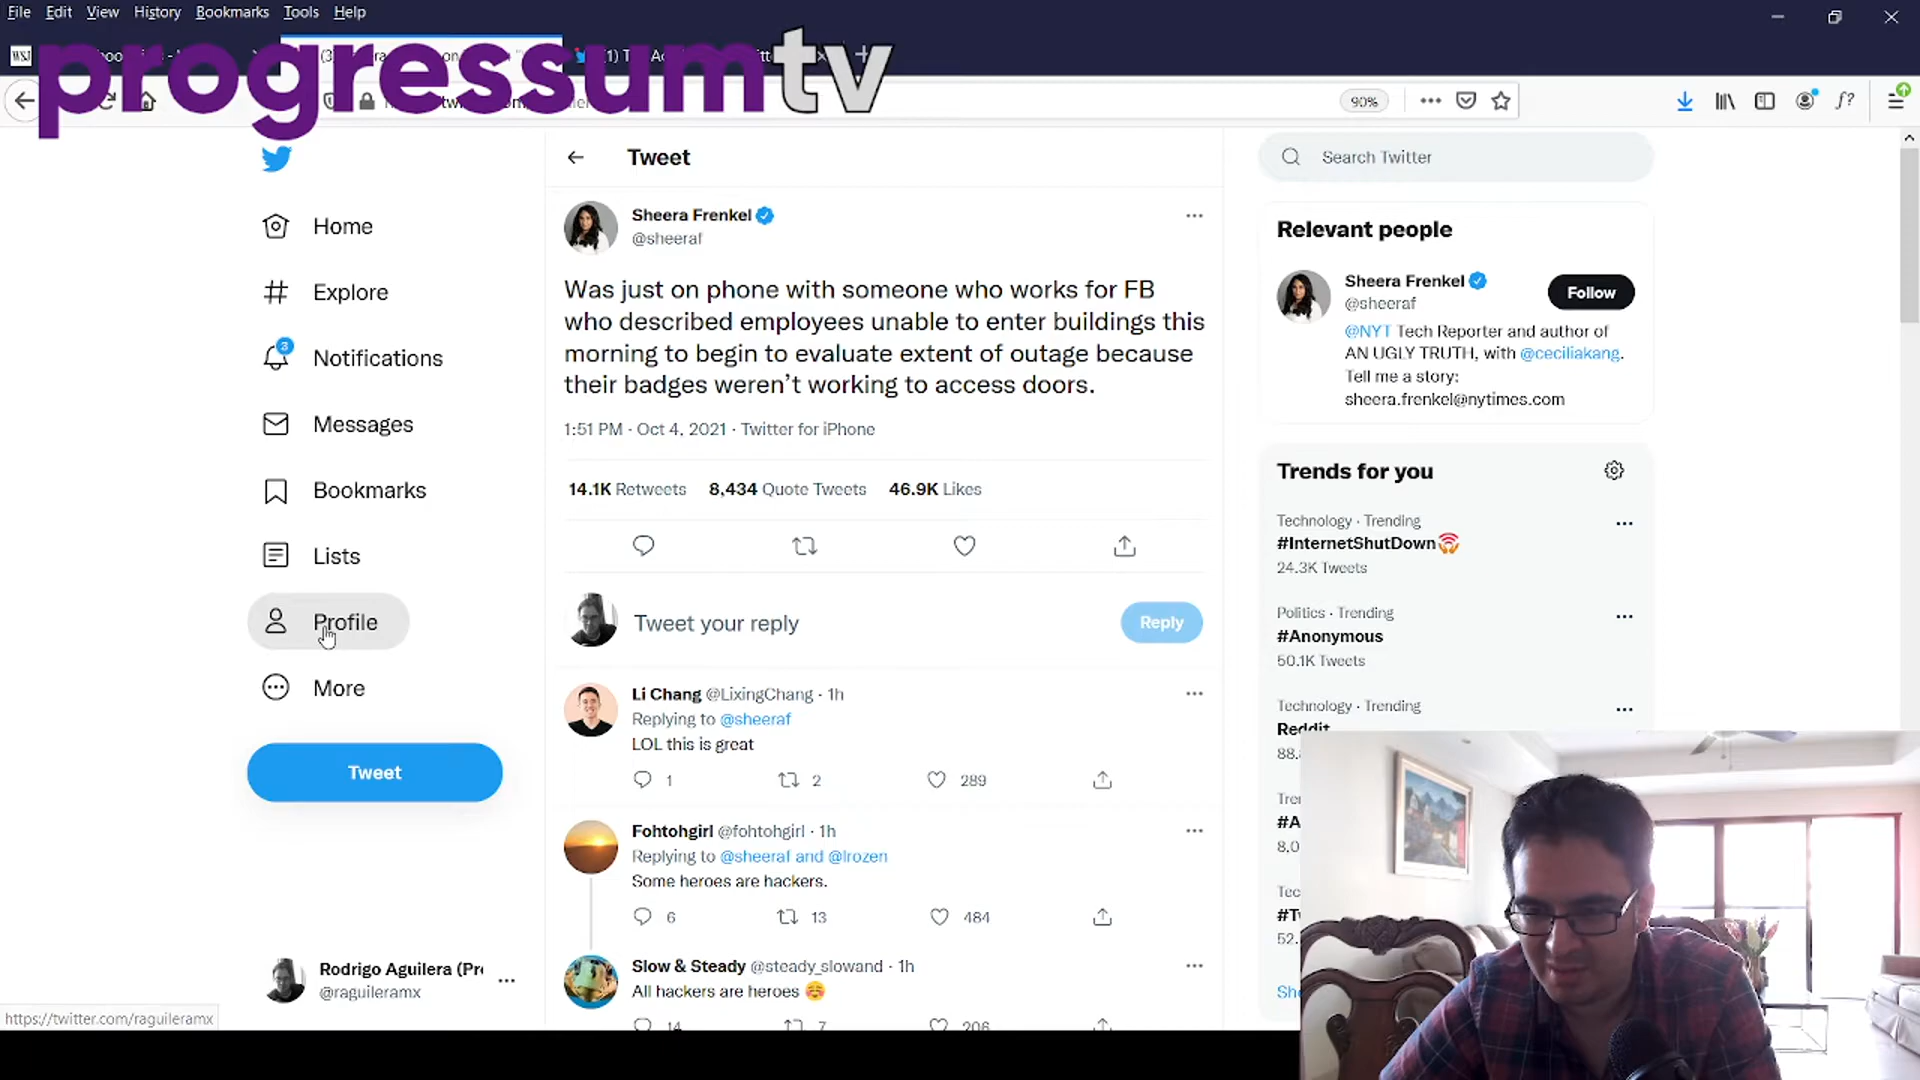 File Edit View History Bookmarks Tools Help
progressumtv
90%
Tweet
Search Twitter
Home
Explore
3
Notifications
Messages
Bookmarks
Lists
Profile
More
Tweet
Rodrigo Aguilera (Pr
@raguileramx
https://twitter.com/raguileramx
Sheera Frenkel
@sheeraf
Was just on phone with someone who works for FB
who described employees unable to enter buildings this
morning to begin to evaluate extent of outage because
their badges weren't working to access doors.
1:51 PM · Oct 4, 2021 · Twitter for iPhone
14.1K Retweets 8,434 Quote Tweets 46.9K Likes
Tweet your reply
Reply
Li Chang @LixingChang · 1h
Replying to @sheeraf
LOL this is great
1 2 289
Fohtohgirl @fohtohgirl · 1h
Replying to @sheeraf and @lrozen
Some heroes are hackers.
6 13 484
Slow & Steady @steady_slowand · 1h
All hackers are heroes ☺️
14 7 206
Relevant people
Sheera Frenkel
@sheeraf
Follow
@NYT Tech Reporter and author of
AN UGLY TRUTH, with @ceciliakang.
Tell me a story:
sheera.frenkel@nytimes.com
Trends for you
Technology · Trending
#InternetShutDown
24.3K Tweets
Politics · Trending
#Anonymous
50.1K Tweets
Technology · Trending
Reddit